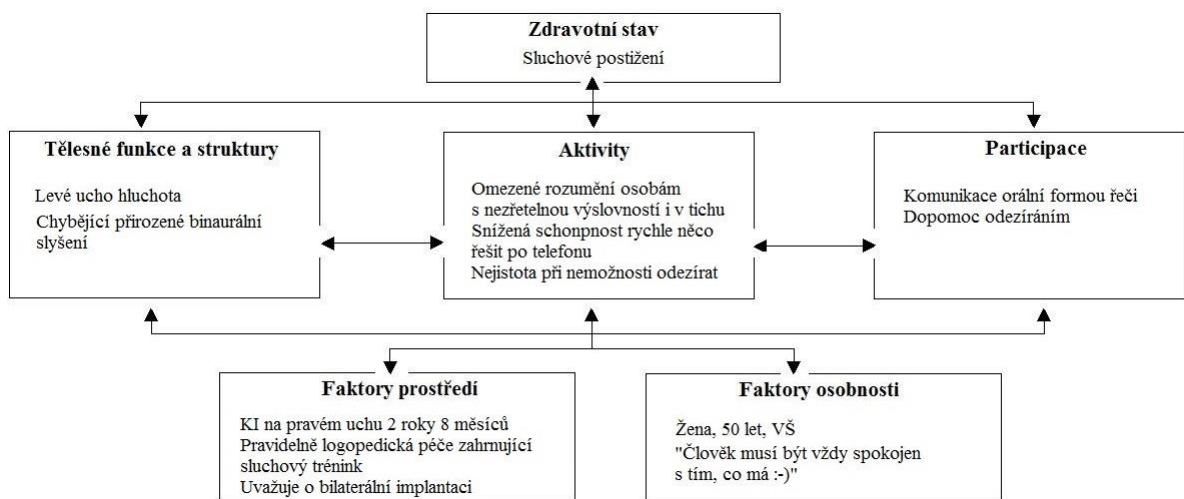 Zdravotní stav
Sluchové postižení
Tělesné funkce a struktury
Levé ucho hluchota
Chybějící přirozené binaurální
slyšení
Aktivity
Omezené rozumění osobám
s nezřetelnou výslovností i v tichu
Snížená schonpnost rychle něco
řešit po telefonu
Nejistota při nemožnosti odezírat
Participace
Komunikace orální formou řeči
Dopomoc odezíráním
Faktory prostředí
KI na pravém uchu 2 roky 8 měsíců
Pravidelně logopedická péče zahrnující
sluchový trénink
Uvažuje o bilaterální implantaci
Faktory osobnosti
Žena, 50 let, VŠ
"Člověk musí být vždy spokojen
s tím, co má :-)"